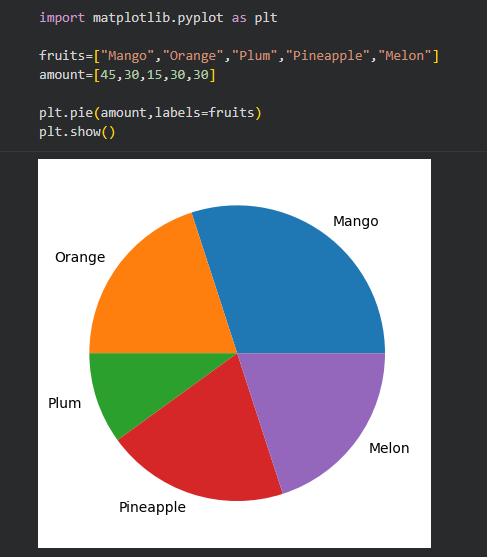 import matplotlib.pyplot as plt
fruits=["Mango","Orange","Plum","Pineapple","Melon"]
amount=[45,30,15,30,30]
plt.pie(amount,labels=fruits)
plt.show()
Mango
Orange
Plum
Melon
Pineapple